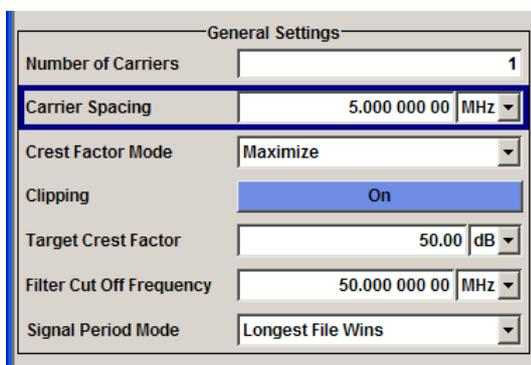 General Settings
Number of Carriers 1
Carrier Spacing 5.000 000 00 MHz
Crest Factor Mode Maximize
Clipping On
Target Crest Factor 50.00 dB
Filter Cut Off Frequency 50.000 000 00 MHz
Signal Period Mode Longest File Wins